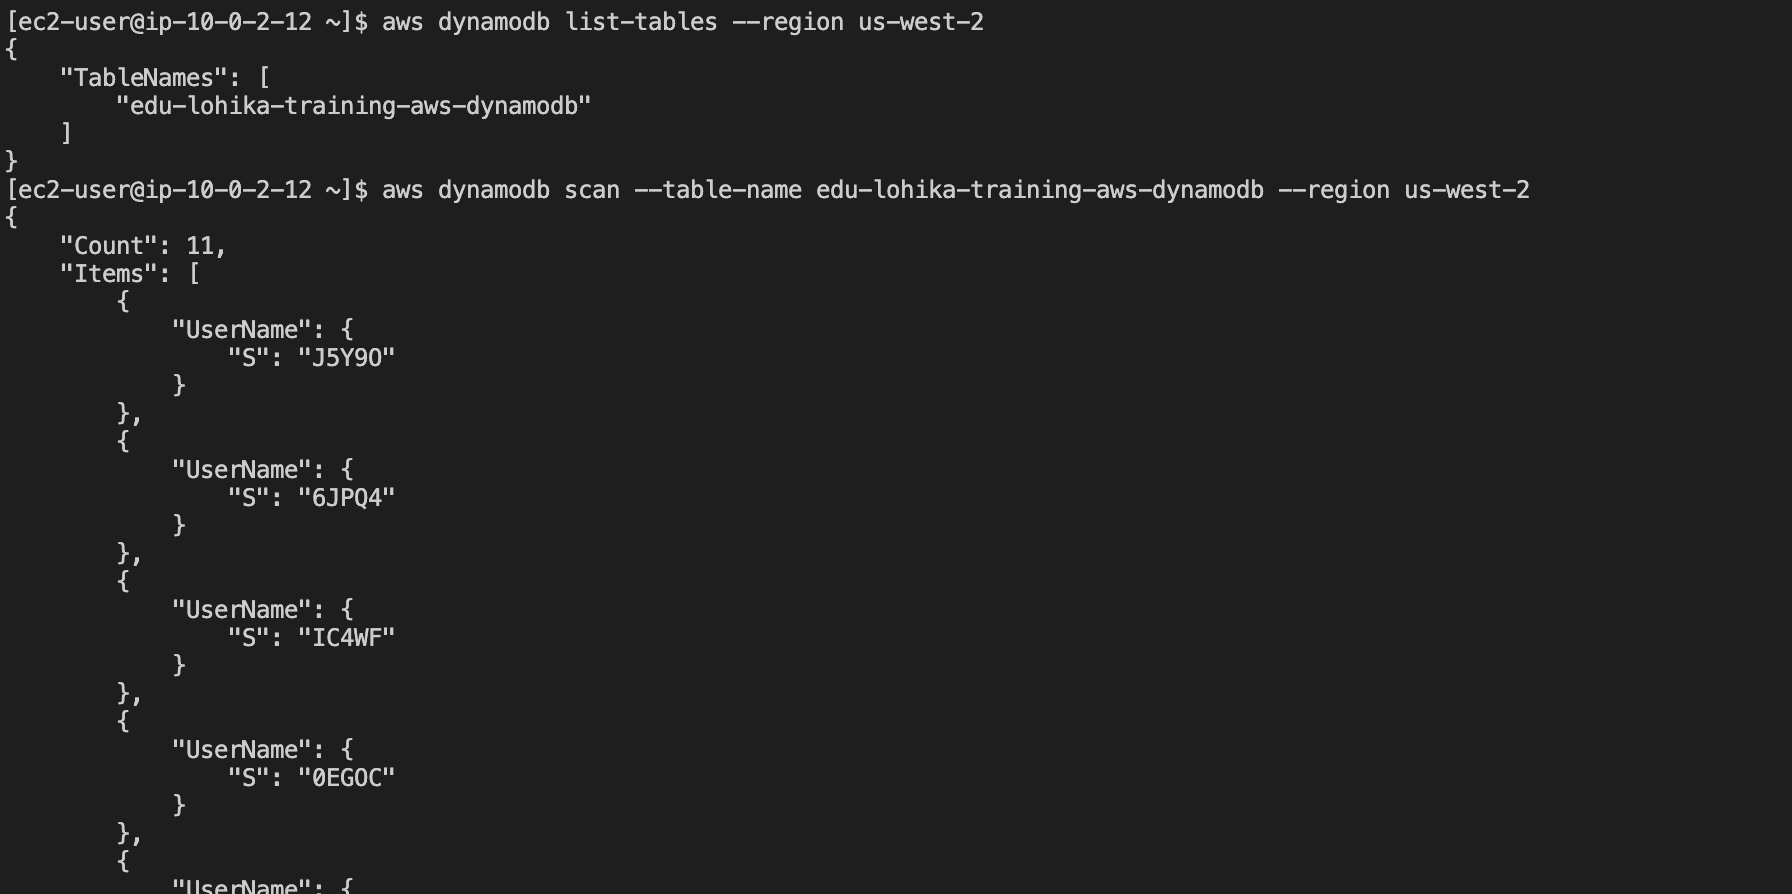 [ec2-user@ip-10-0-2-12 ~]$ aws dynamodb list-tables --region us-west-2
{
    "TableNames": [
        "edu-lohika-training-aws-dynamodb"
    ]
}
[ec2-user@ip-10-0-2-12 ~]$ aws dynamodb scan --table-name edu-lohika-training-aws-dynamodb --region us-west-2
{
    "Count": 11,
    "Items": [
        {
            "UserName": {
                "S": "J5Y9O"
            }
        },
        {
            "UserName": {
                "S": "6JPQ4"
            }
        },
        {
            "UserName": {
                "S": "IC4WF"
            }
        },
        {
            "UserName": {
                "S": "0EGOC"
            }
        },
        {
            "UserName": {